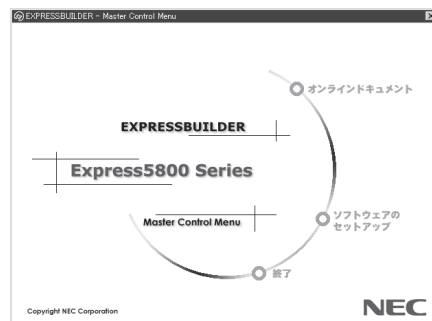 EXPRESSBUILDER - Master Control Menu
オンラインドキュメント
EXPRESSBUILDER
Express5800 Series
Master Control Menu
ソフトウェアの
セットアップ
終了
Copyright NEC Corporation
NEC